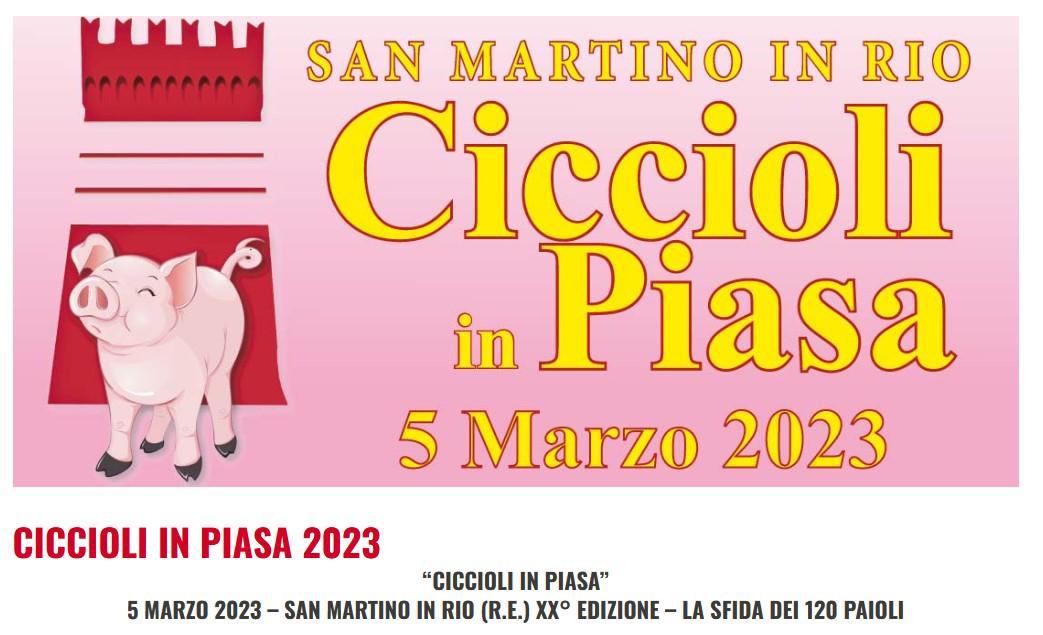 SAN MARTINO IN RIO
Ciccioli
in Piasa
5 Marzo 2023
CICCIOLI IN PIASA 2023
“CICCIOLI IN PIASA”
5 MARZO 2023 – SAN MARTINO IN RIO (R.E.) XX° EDIZIONE – LA SFIDA DEI 120 PAIOLI